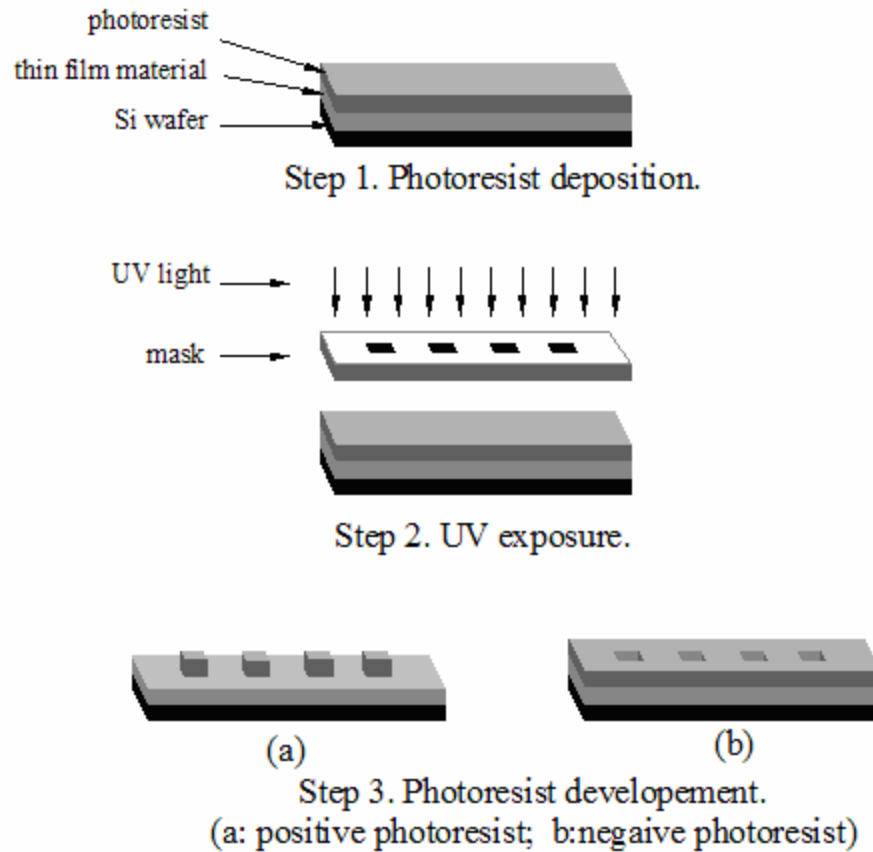 photoresist
thin film material
Si wafer
Step 1. Photoresist deposition.
UV light
mask
Step 2. UV exposure.
(a)
(b)
Step 3. Photoresist developement.
(a: positive photoresist; b:negaive photoresist)